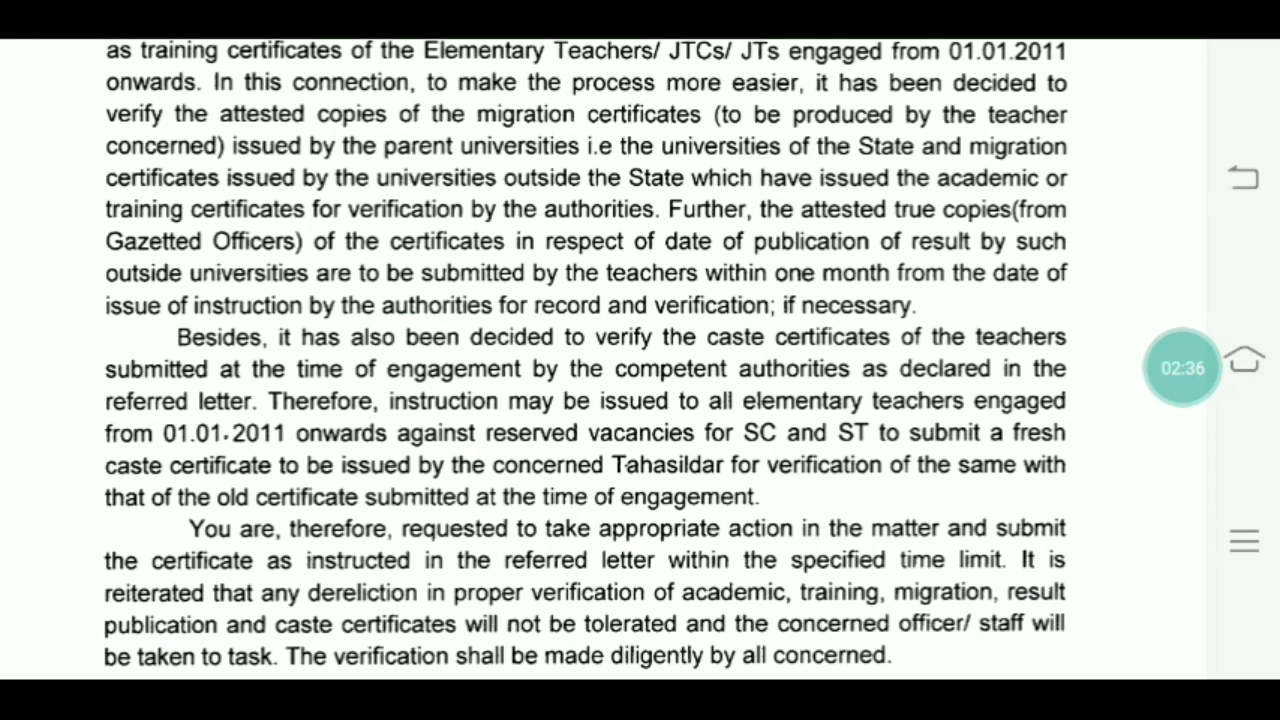 as training certificates of the Elementary Teachers/ JTCs/ JTs engaged from 01.01.2011
onwards. In this connection, to make the process more easier, it has been decided to
verify the attested copies of the migration certificates (to be produced by the teacher
concerned) issued by the parent universities i.e the universities of the State and migration
certificates issued by the universities outside the State which have issued the academic or
training certificates for verification by the authorities. Further, the attested true copies(from
Gazetted Officers) of the certificates in respect of date of publication of result by such
outside universities are to be submitted by the teachers within one month from the date of
issue of instruction by the authorities for record and verification; if necessary.
Besides, it has also been decided to verify the caste certificates of the teachers
submitted at the time of engagement by the competent authorities as declared in the
referred letter. Therefore, instruction may be issued to all elementary teachers engaged
from 01.01.2011 onwards against reserved vacancies for SC and ST to submit a fresh
caste certificate to be issued by the concerned Tahasildar for verification of the same with
that of the old certificate submitted at the time of engagement.
You are, therefore, requested to take appropriate action in the matter and submit
the certificate as instructed in the referred letter within the specified time limit. It is
reiterated that any dereliction in proper verification of academic, training, migration, result
publication and caste certificates will not be tolerated and the concerned officer/ staff will
be taken to task. The verification shall be made diligently by all concerned.
02:36